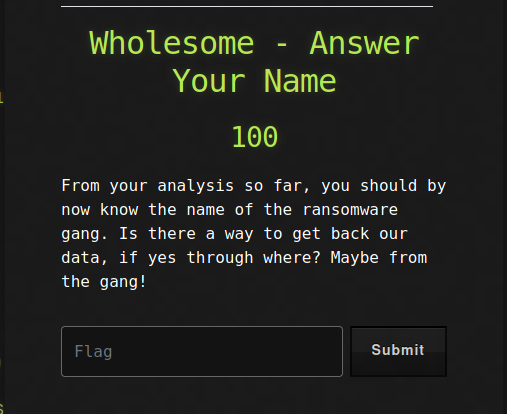 Wholesome - Answer
Your Name
100
From your analysis so far, you should by
now know the name of the ransomware
gang. Is there a way to get back our
data, if yes through where? Maybe from
the gang!
Flag
Submit